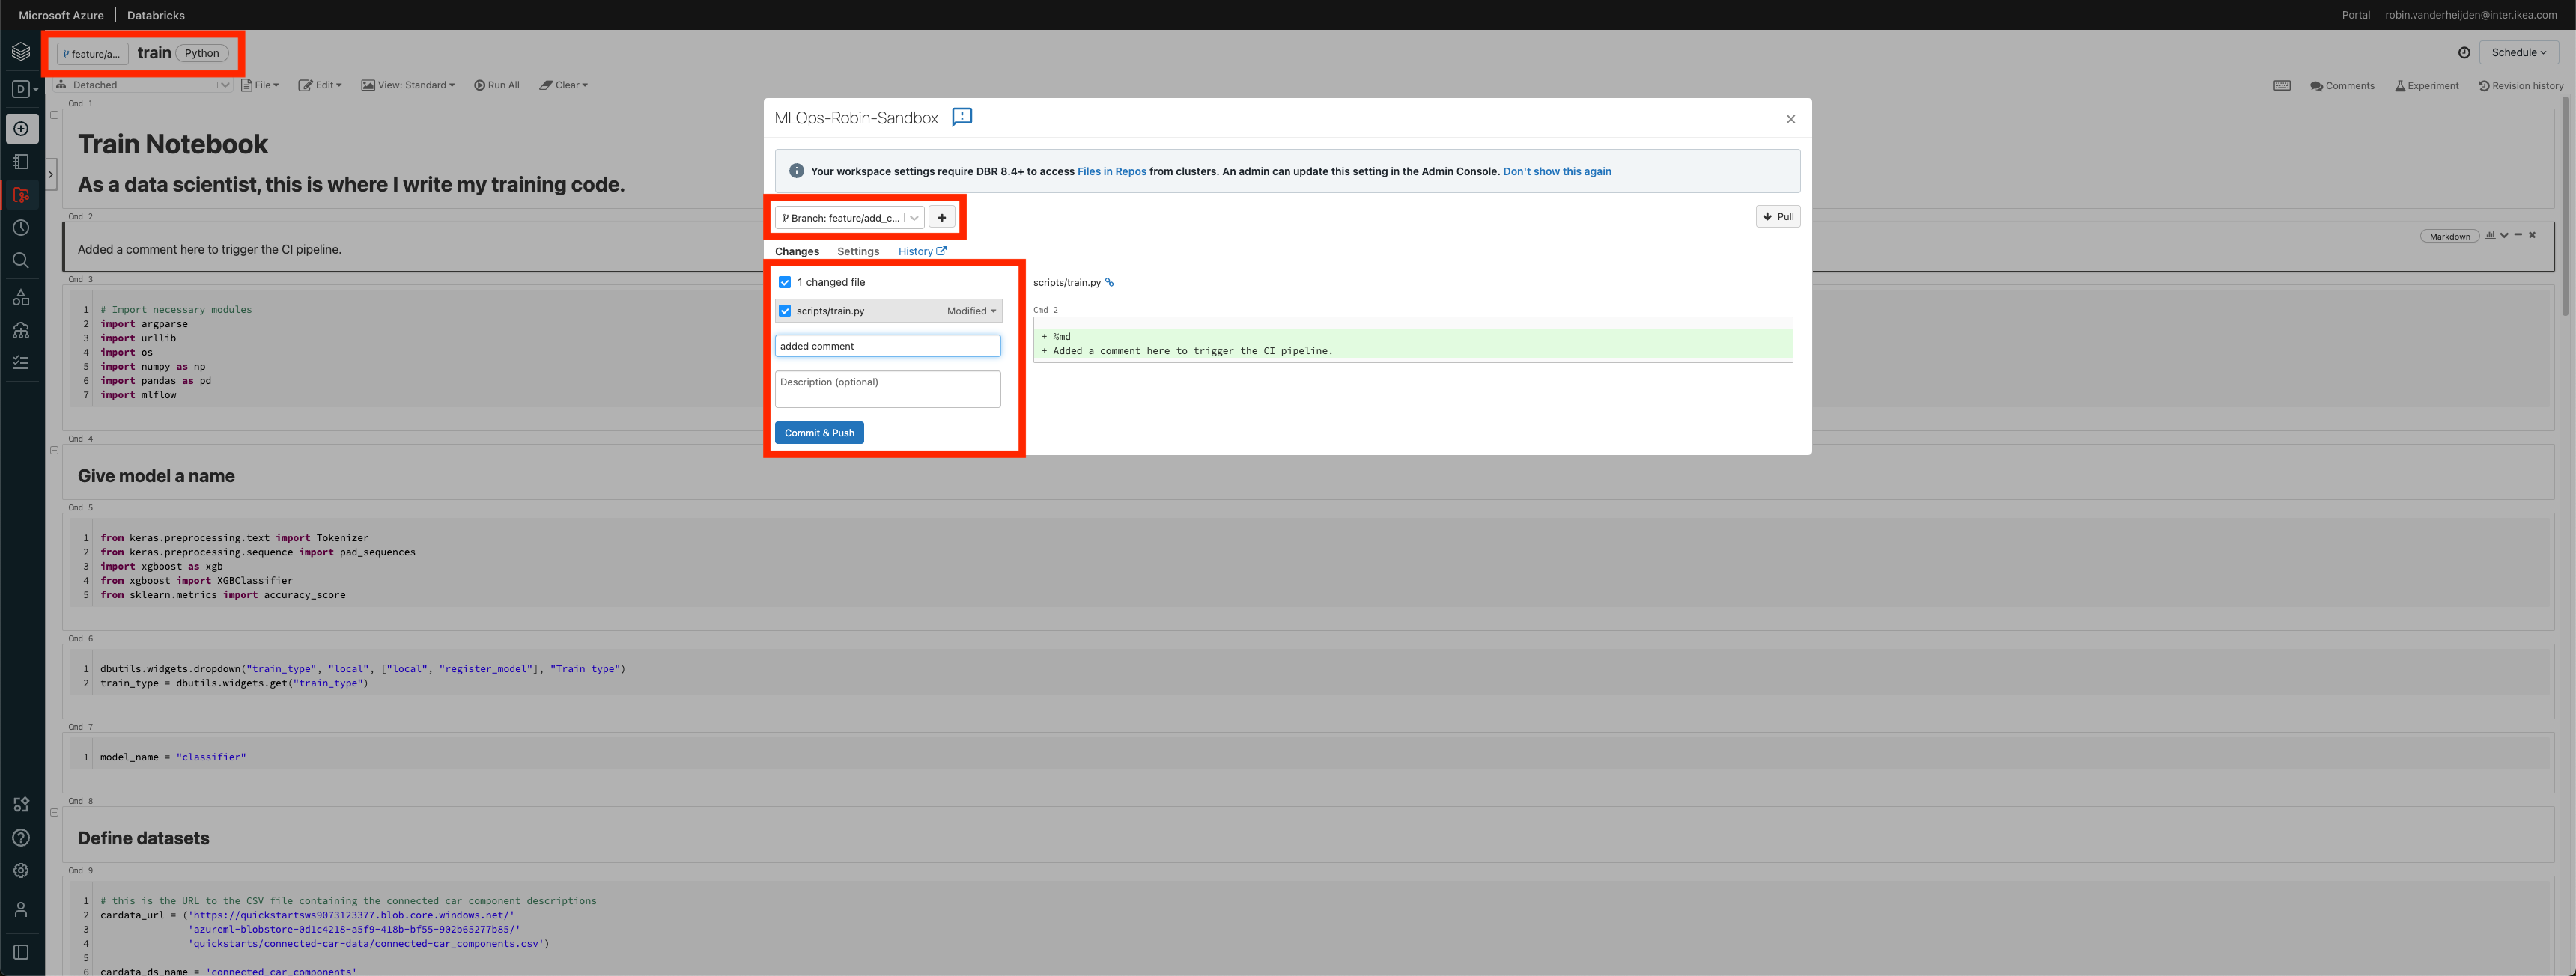 Microsoft Azure | Databricks
Portal robin.vanderheijden@inter.ikea.com
feature/a... train Python
Schedule
D
Detached File Edit View: Standard Run All Clear
Comments Experiment Revision history
Cmd 1
Train Notebook
As a data scientist, this is where I write my training code.
Cmd 2
Added a comment here to trigger the CI pipeline.
Markdown
Cmd 3
1 # Import necessary modules
2 import argparse
3 import urllib
4 import os
5 import numpy as np
6 import pandas as pd
7 import mlflow
Cmd 4
Give model a name
Cmd 5
1 from keras.preprocessing.text import Tokenizer
2 from keras.preprocessing.sequence import pad_sequences
3 import xgboost as xgb
4 from xgboost import XGBClassifier
5 from sklearn.metrics import accuracy_score
Cmd 6
1 dbutils.widgets.dropdown("train_type", "local", ["local", "register_model"], "Train type")
2 train_type = dbutils.widgets.get("train_type")
Cmd 7
1 model_name = "classifier"
Cmd 8
Define datasets
Cmd 9
1 # this is the URL to the CSV file containing the connected car component descriptions
2 cardata_url = ('https://quickstartsws9073123377.blob.core.windows.net/'
3 'azureml-blobstore-0d1c4218-a5f9-418b-bf55-902b65277b85/'
4 'quickstarts/connected-car-data/connected-car_components.csv')
5
6 cardata_ds_name = 'connected_car_components'
MLOps-Robin-Sandbox
Your workspace settings require DBR 8.4+ to access Files in Repos from clusters. An admin can update this setting in the Admin Console. Don't show this again
Branch: feature/add_c... +
Pull
Changes Settings History
1 changed file
scripts/train.py Modified
added comment
Description (optional)
Commit & Push
scripts/train.py
Cmd 2
+ %md
+ Added a comment here to trigger the CI pipeline.